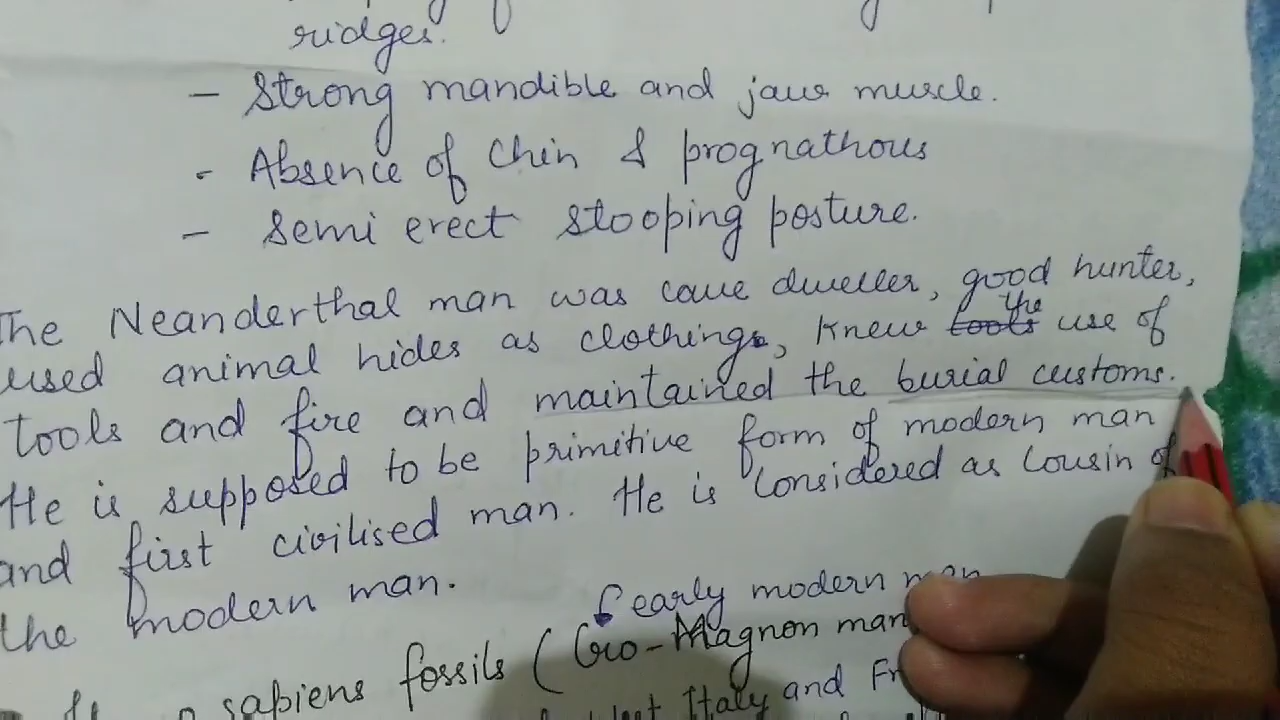 ridges.
- Strong mandible and jaw muscle.
- Absence of chin & prognathous
- Semi erect stooping posture.
The Neanderthal man was cave dweller, good hunter,
used animal hides as clothing, knew the use of
tools and fire and maintained the burial customs.
He is supposed to be primitive form of modern man
and first civilised man. He is considered as cousin of
the modern man.
early modern man
sapiens fossils (Cro-Magnon man
Italy and